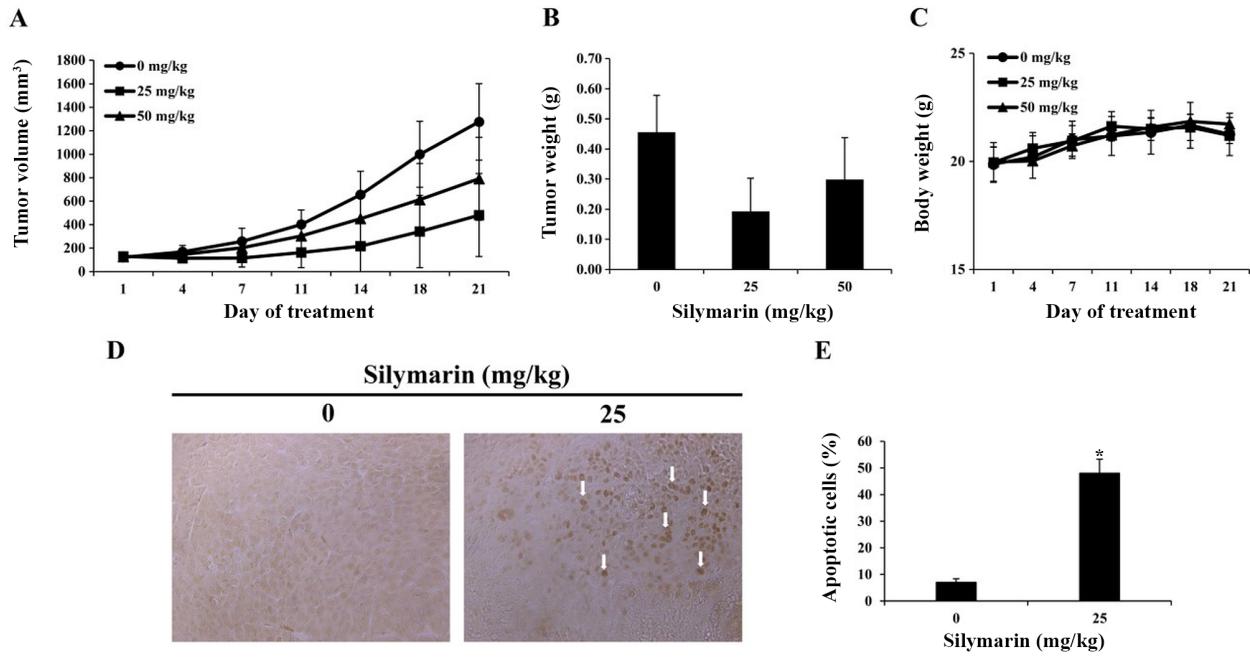 A
Tumor volume (mm³)
1800
1600
1400
1200
1000
800
600
400
200
0
0 mg/kg
25 mg/kg
50 mg/kg
1 4 7 11 14 18 21
Day of treatment
B
Tumor weight (g)
0.70
0.60
0.50
0.40
0.30
0.20
0.10
0.00
0 25 50
Silymarin (mg/kg)
C
Body weight (g)
25
20
15
0 mg/kg
25 mg/kg
50 mg/kg
1 4 7 11 14 18 21
Day of treatment
D
Silymarin (mg/kg)
0 25
E
Apoptotic cells (%)
60
50
40
30
20
10
0
*
0 25
Silymarin (mg/kg)